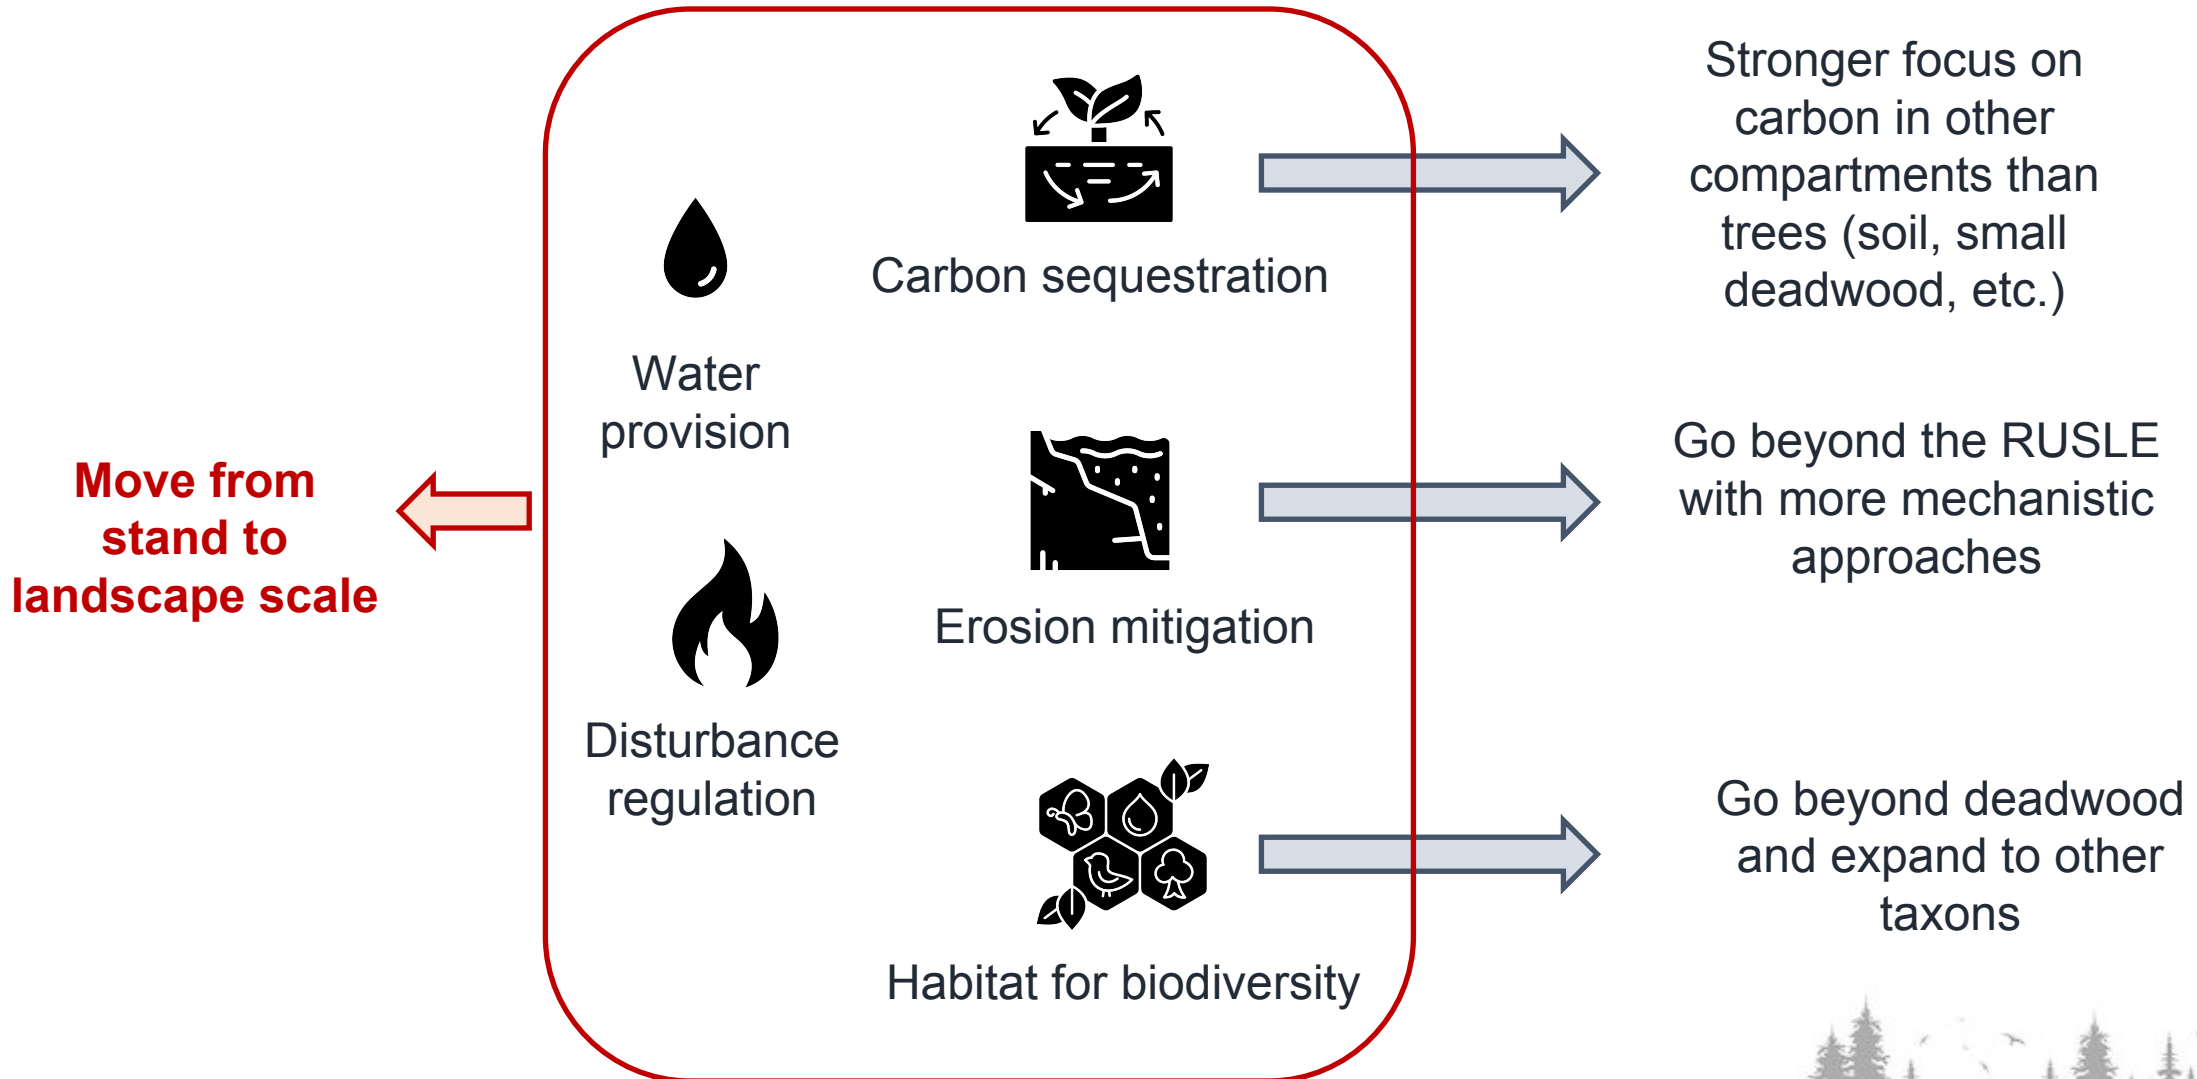 Move from
stand to
landscape scale
Water
provision
Disturbance
regulation
Carbon sequestration
Erosion mitigation
Habitat for biodiversity
Stronger focus on
carbon in other
compartments than
trees (soil, small
deadwood, etc.)
Go beyond the RUSLE
with more mechanistic
approaches
Go beyond deadwood
and expand to other
taxons